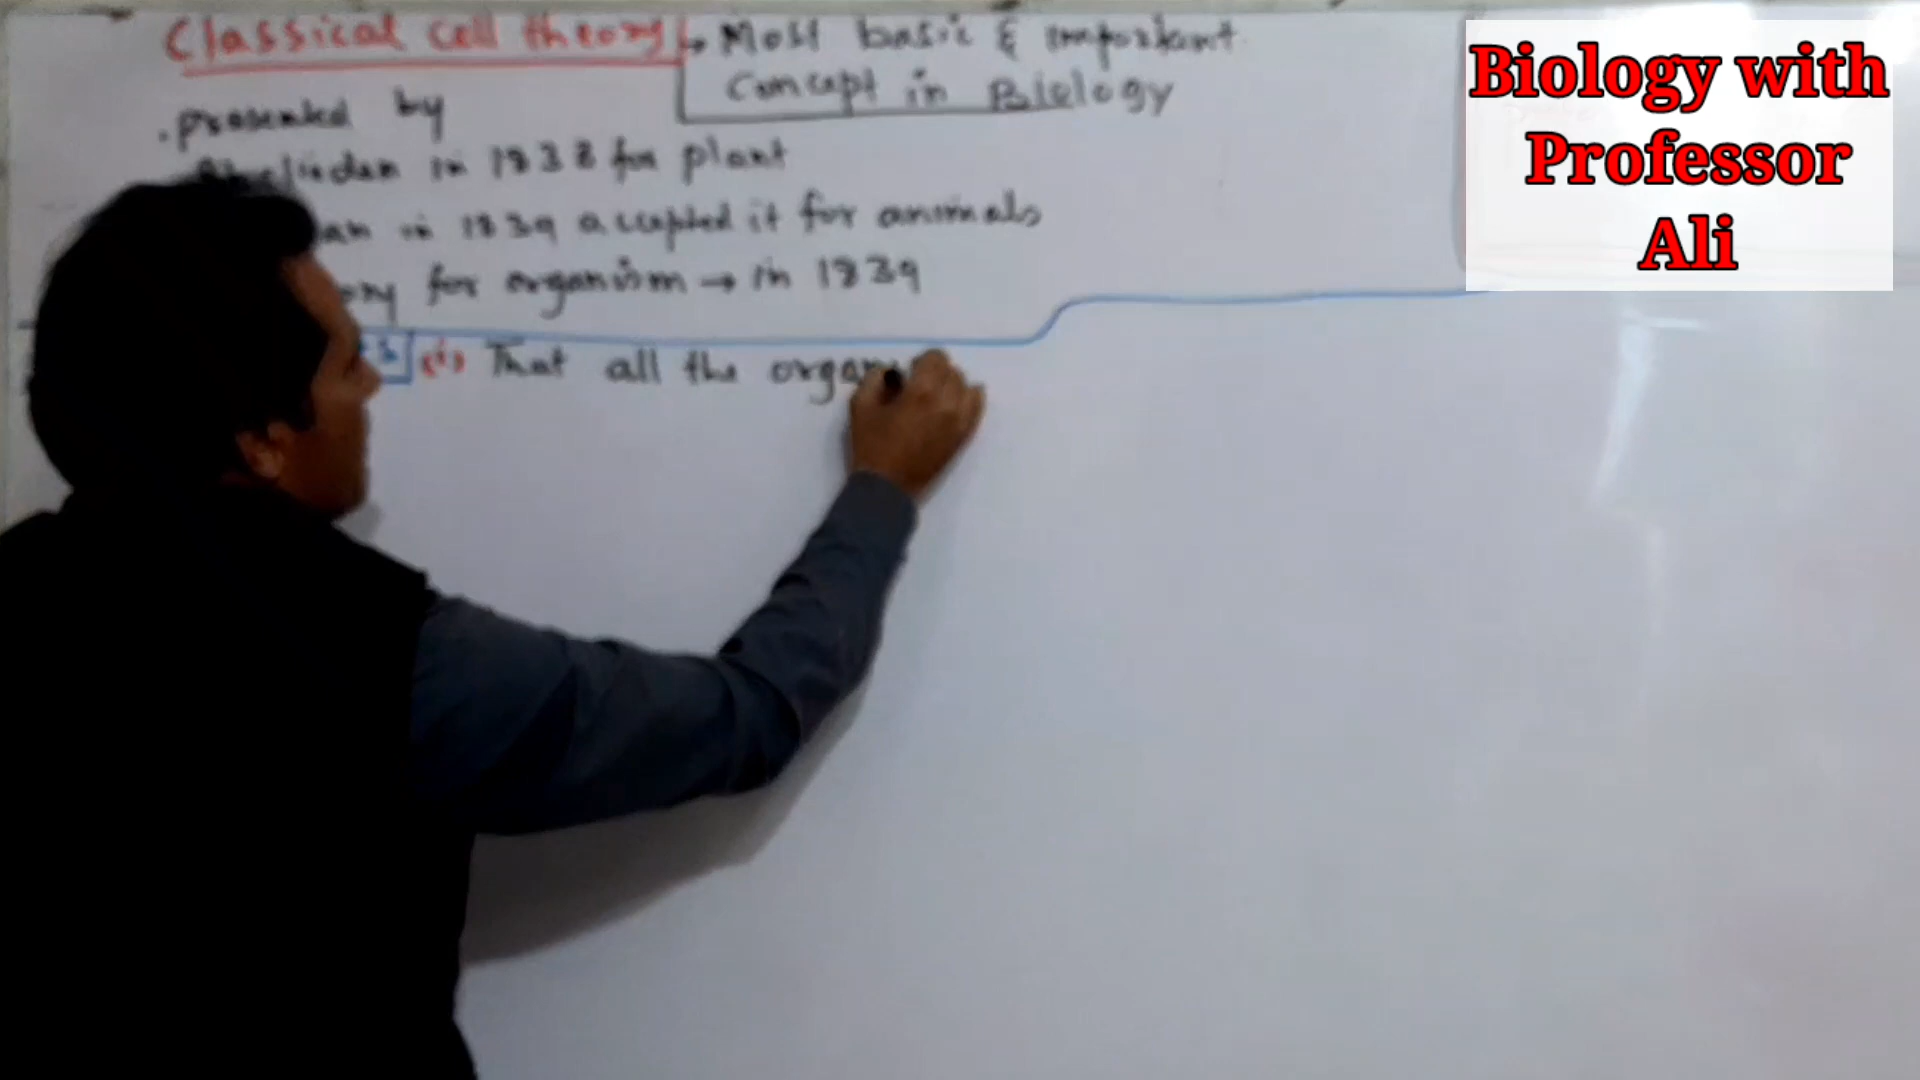 Classical cell theory
Most basic & important
Concept in Biology
. presented by
in 1838 for plant
in 1839 accepted it for animals
for organism → in 1839
(1) That all the
Biology with
Professor
Ali